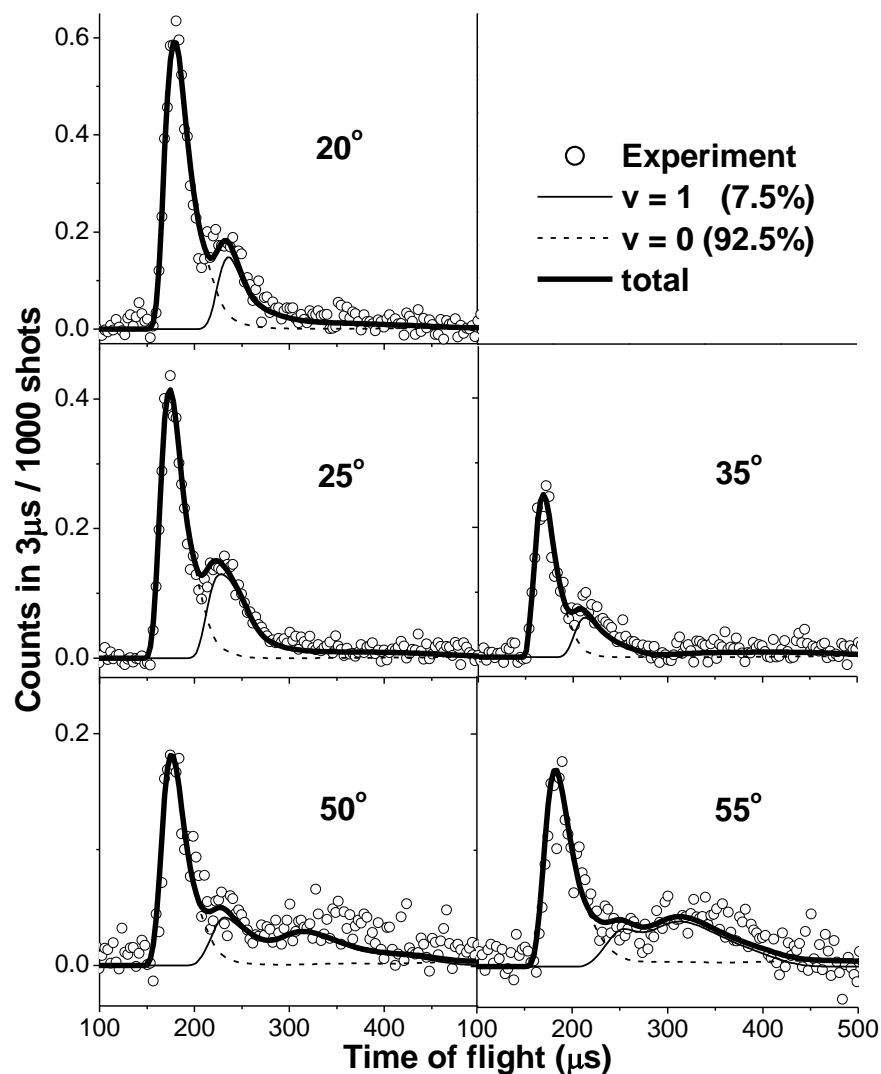 0.6
20°
Experiment
v = 1 (7.5%)
0.4
v = 0 (92.5%)
total
0.2
0.0
Counts in 3μs / 1000 shots
0.4
25°
35°
0.2
0.0
0.2
50°
55°
0.0
100 200 300 400 100 200 300 400 500
Time of flight (μs)